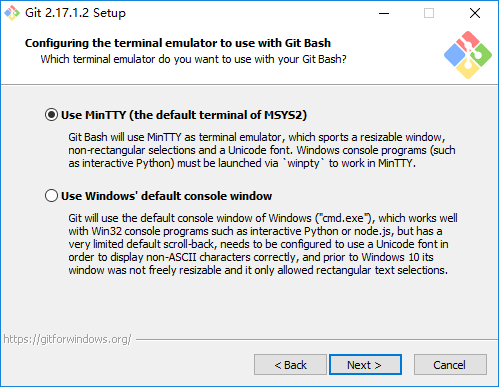 Git 2.17.1.2 Setup
Configuring the terminal emulator to use with Git Bash
Which terminal emulator do you want to use with your Git Bash?
Use MinTTY (the default terminal of MSYS2)
Git Bash will use MinTTY as terminal emulator, which sports a resizable window,
non-rectangular selections and a Unicode font. Windows console programs (such
as interactive Python) must be launched via `winpty` to work in MinTTY.
Use Windows' default console window
Git will use the default console window of Windows ("cmd.exe"), which works well
with Win32 console programs such as interactive Python or node.js, but has a
very limited default scroll-back, needs to be configured to use a Unicode font in
order to display non-ASCII characters correctly, and prior to Windows 10 its
window was not freely resizable and it only allowed rectangular text selections.
https://gitforwindows.org/
< Back
Next >
Cancel